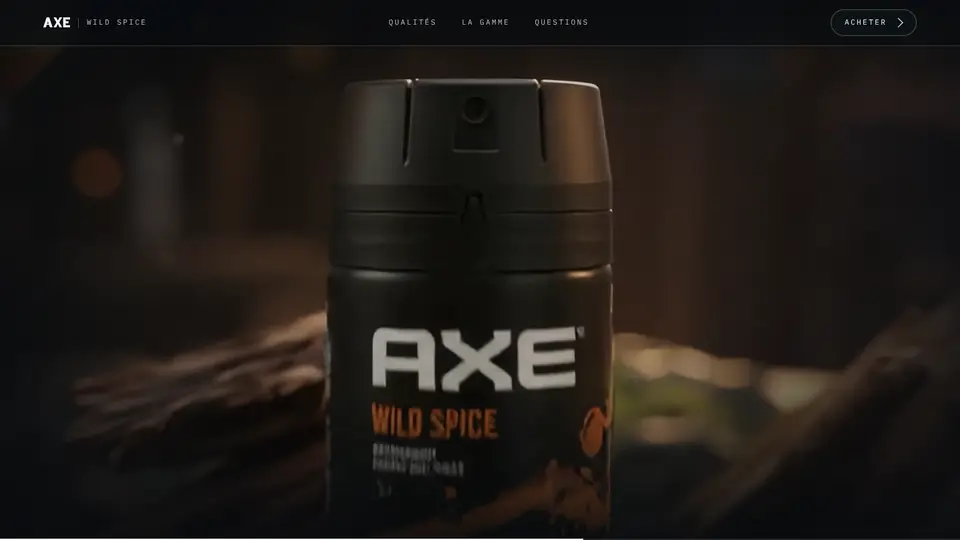 AXE
WILD SPICE
QUALITÉS
LA GAMME
QUESTIONS
ACHETER
AXE
WILD SPICE